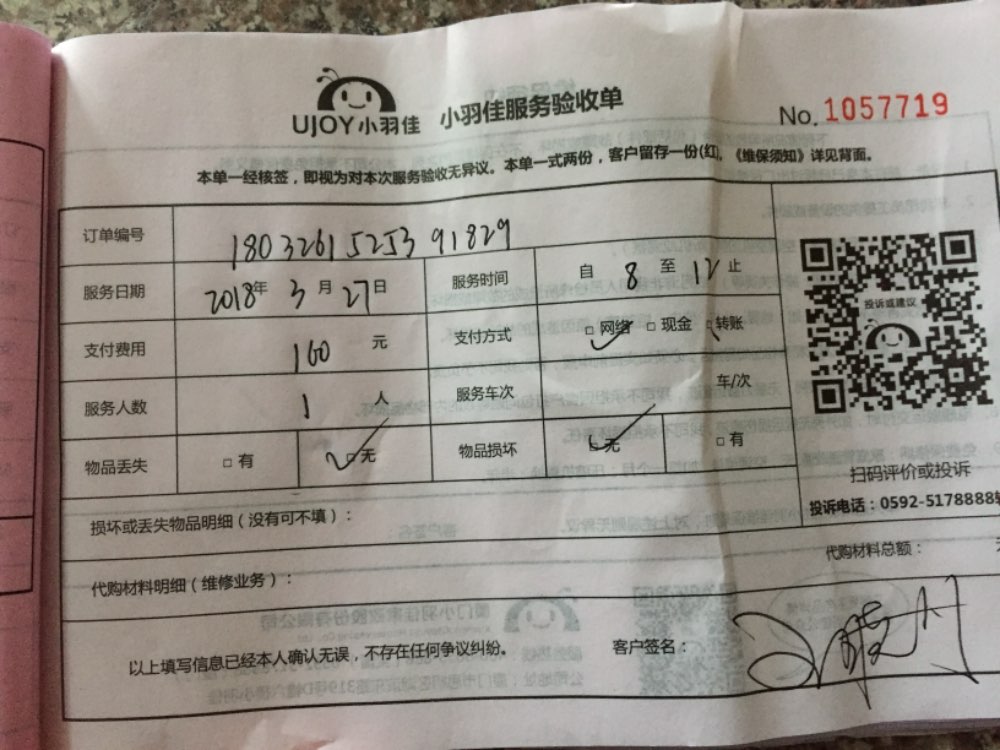 UJOY小羽佳 小羽佳服务验收单
No. 1057719
本单一经核签，即视为对本次服务验收无异议。本单一式两份，客户留存一份(红)。《维保须知》详见背面。
订单编号 180326152539 1829
服务日期 2018年 3月 27日 服务时间 自 8 至 12 止
支付费用 160 元 支付方式 □网络 □现金 □转账
服务人数 1 人 服务车次 车/次
物品丢失 □有 □无 物品损坏 □无 □有
投诉或建议
扫码评价或投诉
投诉电话：0592-5178888
损坏或丢失物品明细（没有可不填）：
代购材料明细（维修业务）： 代购材料总额：
以上填写信息已经本人确认无误，不存在任何争议纠纷。 客户签名：